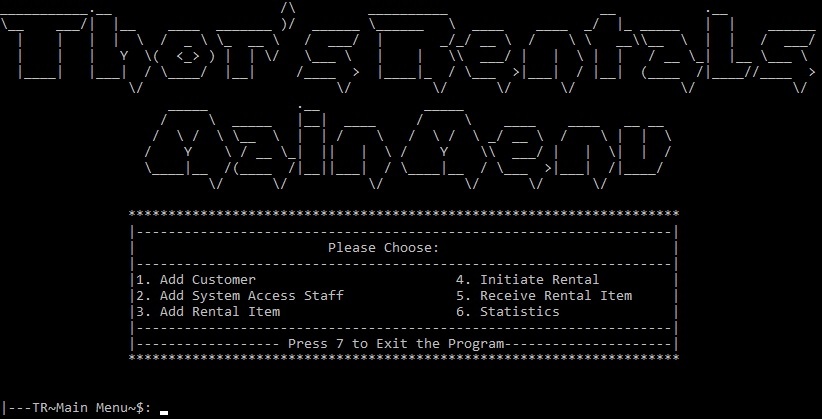 Thor's Rentals
Main Menu
Please Choose:
1. Add Customer 4. Initiate Rental
2. Add System Access Staff 5. Receive Rental Item
3. Add Rental Item 6. Statistics
Press 7 to Exit the Program
|---TR~Main Menu~$: